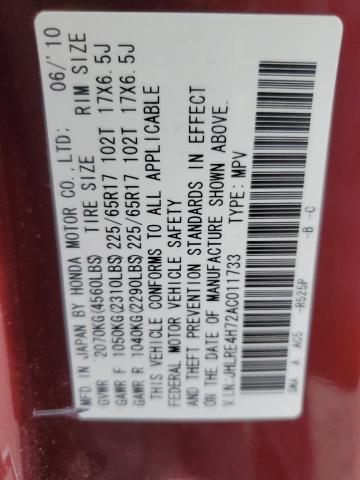 MFD. IN JAPAN BY HONDA MOTOR CO., LTD: 06/'10
TIRE SIZE RIM SIZE
GVWR 2070KG(4560LBS)
GAWR F 1050KG(2310LBS) 225/65R17 102T 17X6.5J
GAWR R 1040KG(2290LBS) 225/65R17 102T 17X6.5J
THIS VEHICLE CONFORMS TO ALL APPLICABLE
FEDERAL MOTOR VEHICLE SAFETY
AND THEFT PREVENTION STANDARDS IN EFFECT
ON THE DATE OF MANUFACTURE SHOWN ABOVE.
V.I.N. JHLRE4H72AC011733 TYPE: MPV
SWA A A05 -R525P -B -C